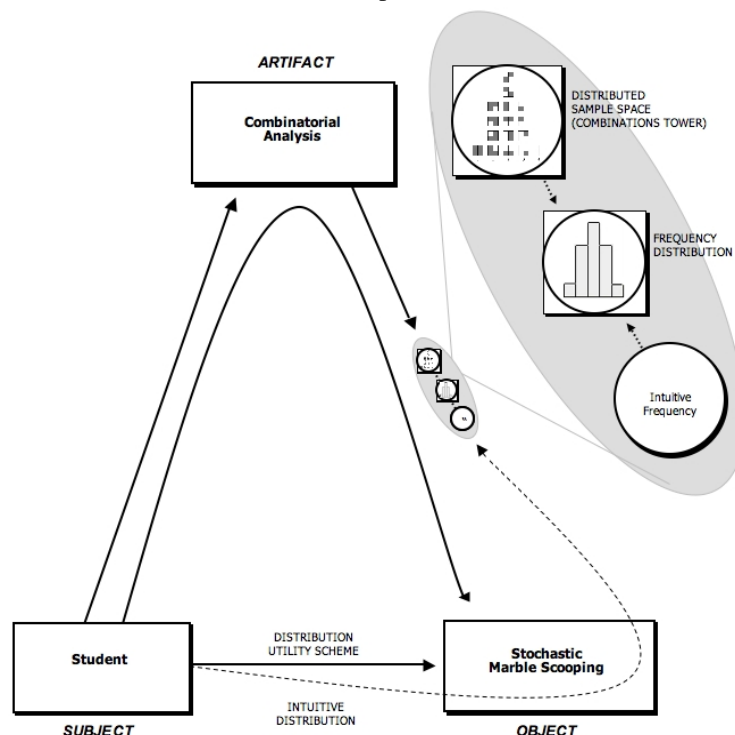 ARTIFACT
Combinatorial
Analysis
DISTRIBUTED
SAMPLE SPACE
(COMBINATIONS TOWER)
FREQUENCY
DISTRIBUTION
Intuitive
Frequency
Student
DISTRIBUTION
UTILITY SCHEME
Stochastic
Marble Scooping
INTUITIVE
DISTRIBUTION
SUBJECT
OBJECT